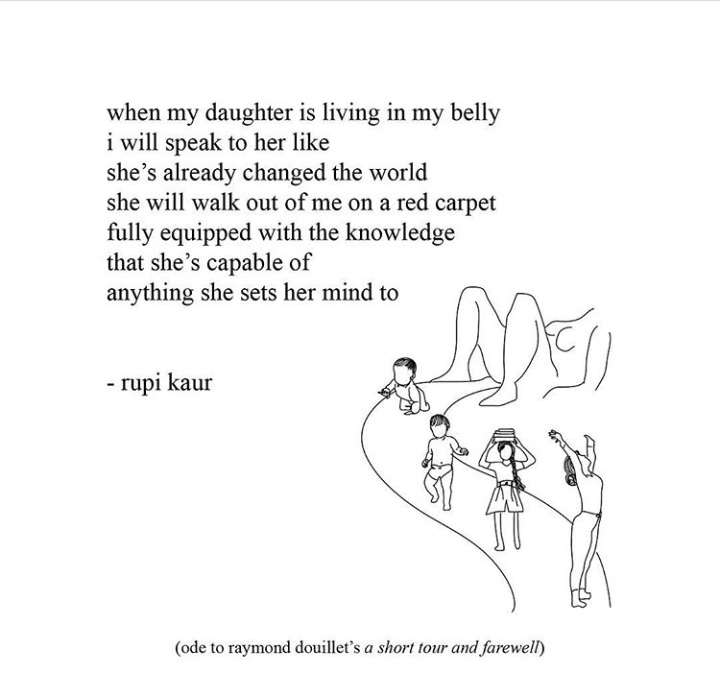 when my daughter is living in my belly
i will speak to her like
she’s already changed the world
she will walk out of me on a red carpet
fully equipped with the knowledge
that she’s capable of
anything she sets her mind to
- rupi kaur
(ode to raymond douillet’s a short tour and farewell)